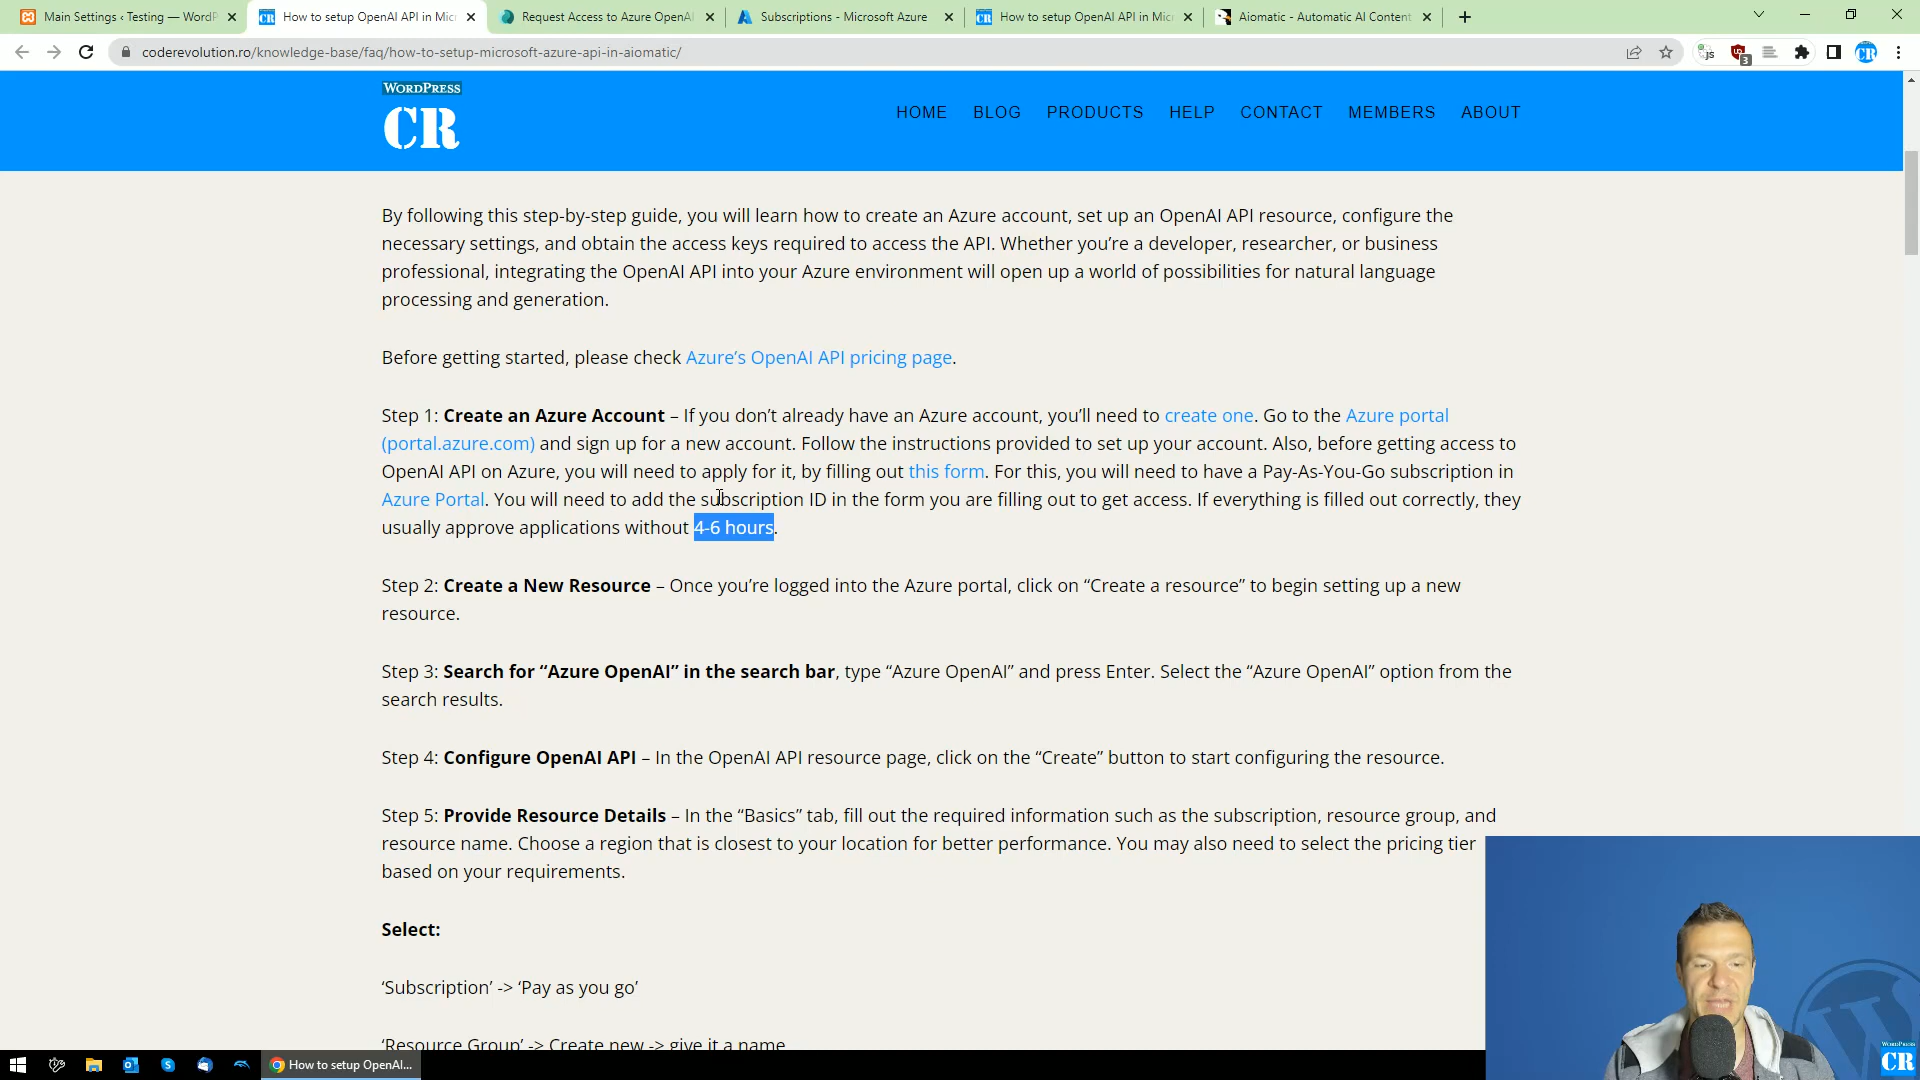 Main Settings ‹ Testing — WordP
How to setup OpenAI API in Mic
Request Access to Azure OpenAI
Subscriptions - Microsoft Azure
How to setup OpenAI API in Mic
Aiomatic - Automatic AI Content
coderevolution.ro/knowledge-base/faq/how-to-setup-microsoft-azure-api-in-aiomatic/
JS
3
CR
WORDPRESS
CR
HOME BLOG PRODUCTS HELP CONTACT MEMBERS ABOUT
By following this step-by-step guide, you will learn how to create an Azure account, set up an OpenAI API resource, configure the
necessary settings, and obtain the access keys required to access the API. Whether you’re a developer, researcher, or business
professional, integrating the OpenAI API into your Azure environment will open up a world of possibilities for natural language
processing and generation.
Before getting started, please check Azure’s OpenAI API pricing page.
Step 1: Create an Azure Account – If you don’t already have an Azure account, you’ll need to create one. Go to the Azure portal
(portal.azure.com) and sign up for a new account. Follow the instructions provided to set up your account. Also, before getting access to
OpenAI API on Azure, you will need to apply for it, by filling out this form. For this, you will need to have a Pay-As-You-Go subscription in
Azure Portal. You will need to add the subscription ID in the form you are filling out to get access. If everything is filled out correctly, they
usually approve applications without 4-6 hours.
Step 2: Create a New Resource – Once you’re logged into the Azure portal, click on “Create a resource” to begin setting up a new
resource.
Step 3: Search for “Azure OpenAI” in the search bar, type “Azure OpenAI” and press Enter. Select the “Azure OpenAI” option from the
search results.
Step 4: Configure OpenAI API – In the OpenAI API resource page, click on the “Create” button to start configuring the resource.
Step 5: Provide Resource Details – In the “Basics” tab, fill out the required information such as the subscription, resource group, and
resource name. Choose a region that is closest to your location for better performance. You may also need to select the pricing tier
based on your requirements.
Select:
‘Subscription’ -> ‘Pay as you go’
‘Resource Group’ -> Create new -> give it a name
How to setup OpenAI...
WORDPRESS
CR